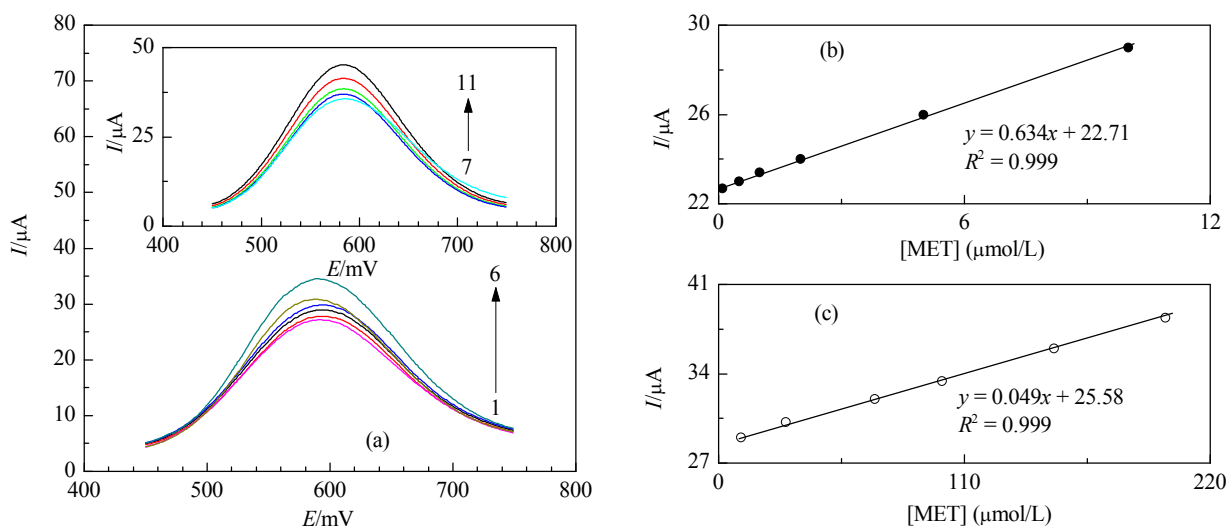 80
70
60
50
40
30
20
10
0
I/μA
400
500
600
700
800
E/mV
(a)
6
1
50
25
0
I/μA
400
500
600
700
800
E/mV
11
7
30
26
22
I/μA
(b)
y = 0.634x + 22.71
R² = 0.999
0
6
12
[MET] (μmol/L)
41
34
27
I/μA
(c)
y = 0.049x + 25.58
R² = 0.999
0
110
220
[MET] (μmol/L)